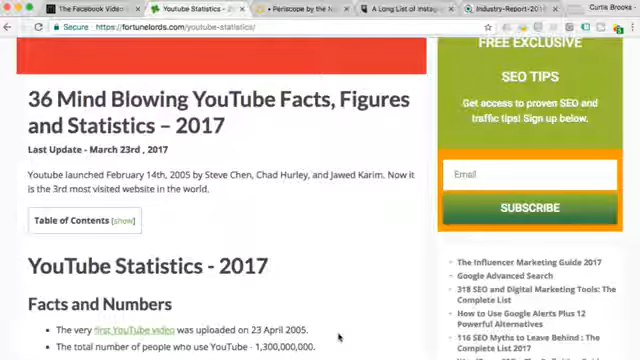 The Facebook Video
YouTube Statistics - 2017
Periscope by the N
A Long List of Instag
Industry-Report-2016
Curtis Brooks
Secure
https://fortunelords.com/youtube-statistics/
FREE EXCLUSIVE
SEO TIPS
Get access to proven SEO and
traffic tips! Sign up below.
Email
SUBSCRIBE
36 Mind Blowing YouTube Facts, Figures
and Statistics – 2017
Last Update - March 23rd , 2017
Youtube launched February 14th, 2005 by Steve Chen, Chad Hurley, and Jawed Karim. Now it
is the 3rd most visited website in the world.
Table of Contents [show]
YouTube Statistics - 2017
Facts and Numbers
• The very first YouTube video was uploaded on 23 April 2005.
• The total number of people who use YouTube - 1,300,000,000.
The Influencer Marketing Guide 2017
Google Advanced Search
318 SEO and Digital Marketing Tools: The
Complete List
How to Use Google Alerts Plus 12
Powerful Alternatives
116 SEO Myths to Leave Behind : The
Complete List 2017